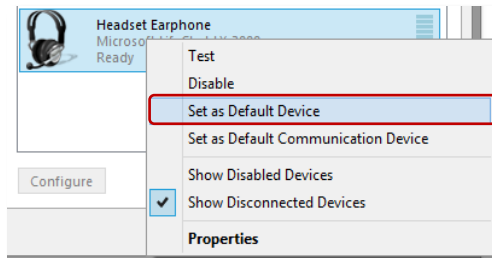 Headset Earphone
Microsoft
Ready
Test
Disable
Set as Default Device
Set as Default Communication Device
Configure
Show Disabled Devices
Show Disconnected Devices
Properties